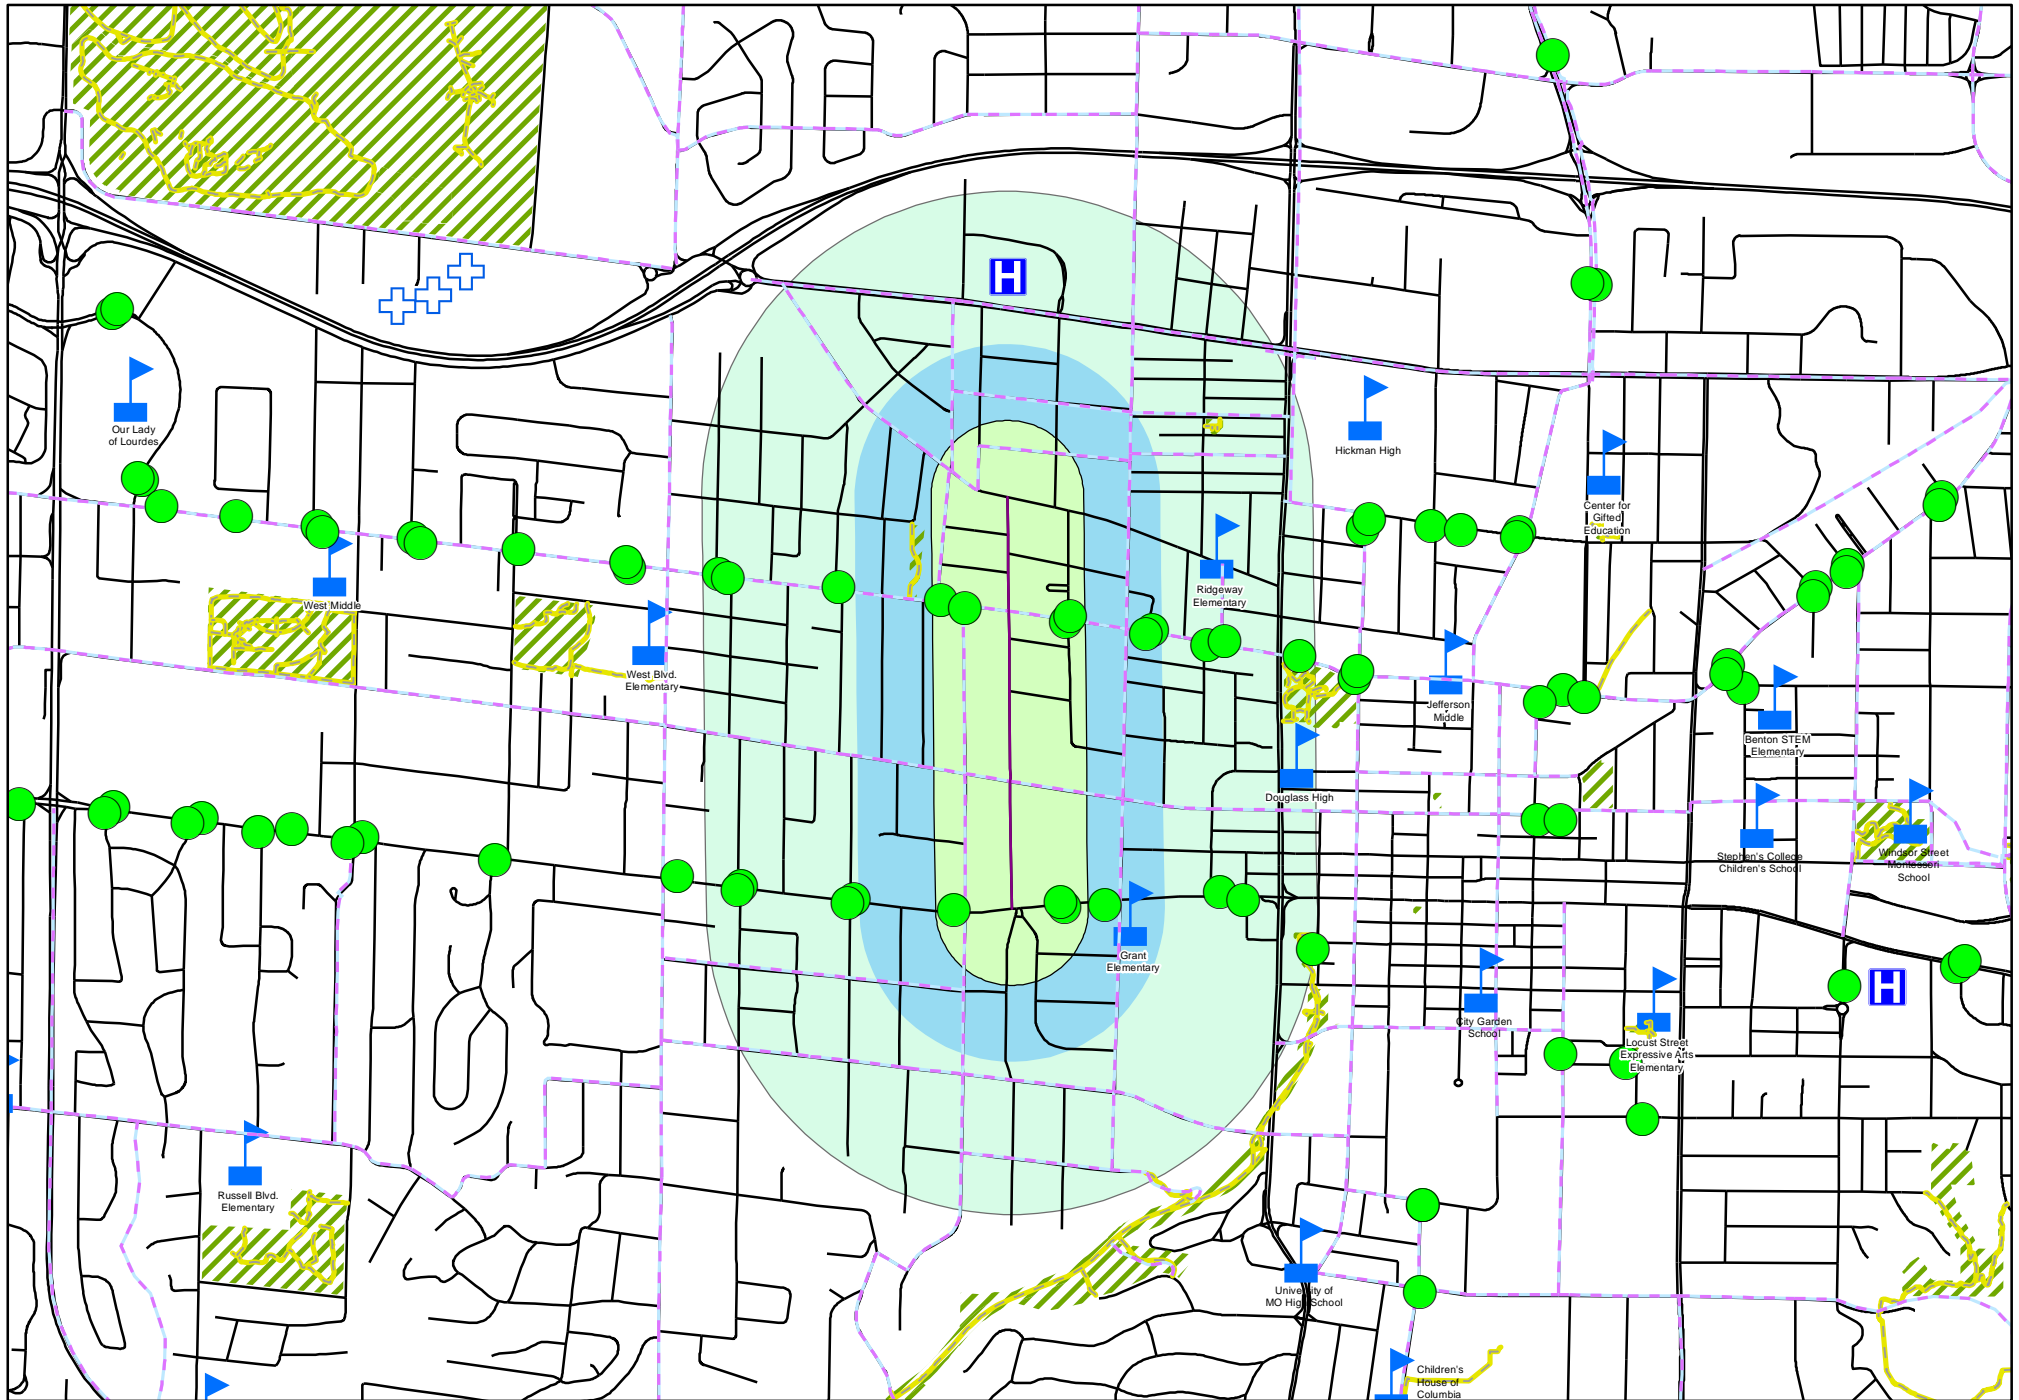 H
Our Lady
of Lourdes
Hickman High
Center for
Gifted
Education
West Middle
Ridgeway
Elementary
West Blvd.
Elementary
Jefferson
Middle
Benton STEM
Elementary
Douglass High
Stephen's College
Children's School
Windsor Street
Montessori
School
Grant
Elementary
H
City Garden
School
Locust Street
Expressive Arts
Elementary
Russell Blvd.
Elementary
University of
MO High School
Children's
House of
Columbia